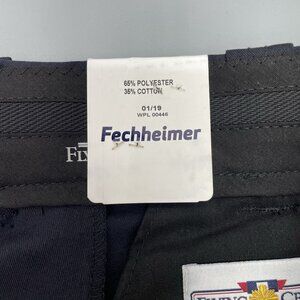 65% POLYESTER
35% COTTON
01/19
WPL 00446
Fechheimer